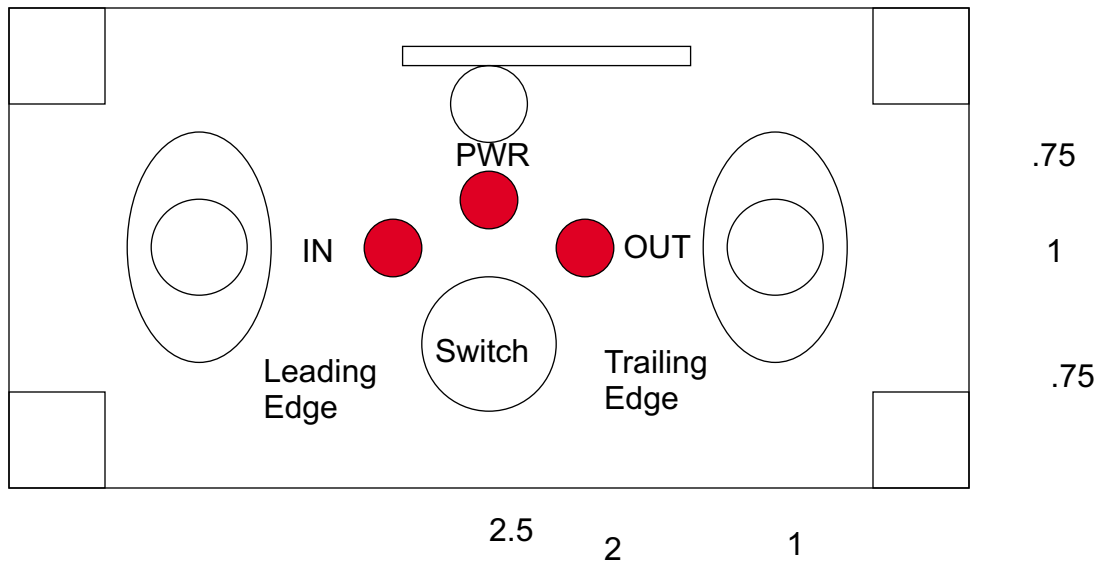 PWR
.75
IN
OUT
1
Switch
Leading
Edge
Trailing
Edge
.75
2.5
2
1